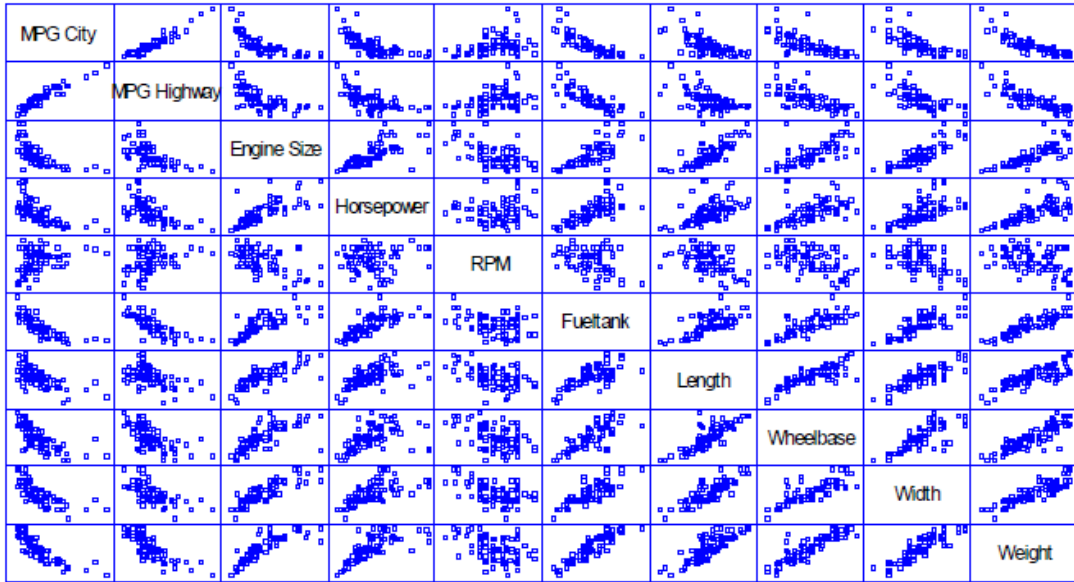 MPG City
MPG Highway
Engine Size
Horsepower
RPM
Fueltank
Length
Wheelbase
Width
Weight